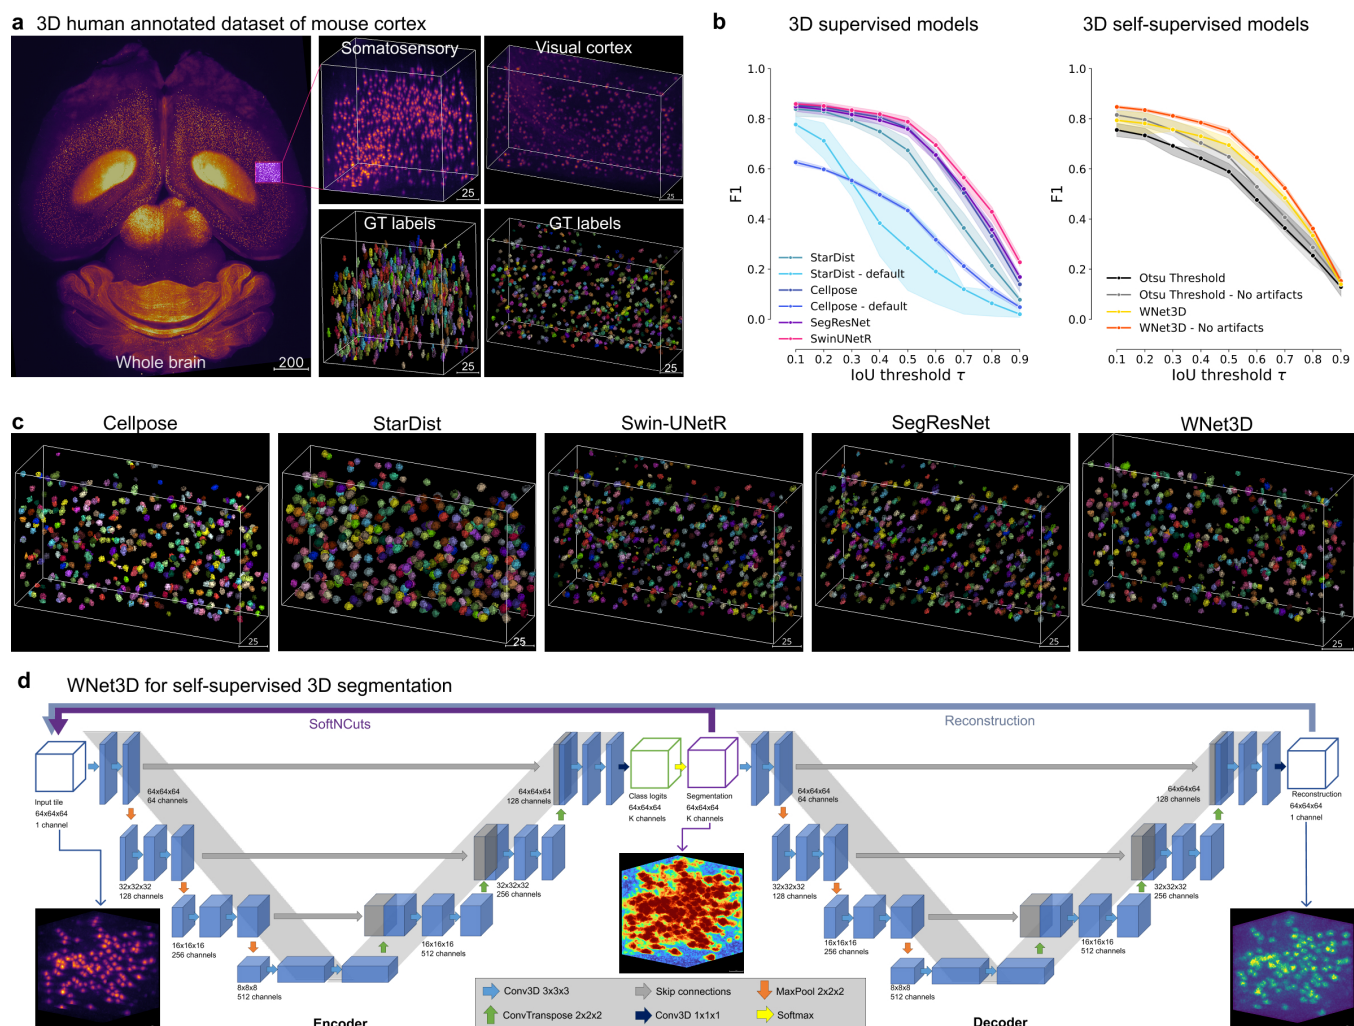 a 3D human annotated dataset of mouse cortex
Somatosensory
Visual cortex
25
25
GT labels
GT labels
Whole brain
200
25
25
b 3D supervised models
3D self-supervised models
1.0
0.8
0.6
F1
0.4
0.2
0.0
StarDist
StarDist - default
Cellpose
Cellpose - default
SegResNet
SwinUNetR
0.1 0.2 0.3 0.4 0.5 0.6 0.7 0.8 0.9
IoU threshold τ
1.0
0.8
0.6
F1
0.4
0.2
0.0
Otsu Threshold
Otsu Threshold - No artifacts
WNet3D
WNet3D - No artifacts
0.1 0.2 0.3 0.4 0.5 0.6 0.7 0.8 0.9
IoU threshold τ
c
Cellpose
StarDist
Swin-UNetR
SegResNet
WNet3D
25
25
25
25
25
d WNet3D for self-supervised 3D segmentation
SoftNCuts
Reconstruction
Input tile
64x64x64
1 channel
64x64x64
64 channels
32x32x32
128 channels
16x16x16
256 channels
8x8x8
512 channels
16x16x16
512 channels
32x32x32
256 channels
64x64x64
128 channels
Class logits
64x64x64
K channels
Segmentation
64x64x64
K channels
64x64x64
64 channels
32x32x32
128 channels
16x16x16
256 channels
8x8x8
512 channels
16x16x16
512 channels
32x32x32
256 channels
64x64x64
128 channels
Reconstruction
64x64x64
1 channel
Conv3D 3x3x3
Skip connections
MaxPool 2x2x2
ConvTranspose 2x2x2
Conv3D 1x1x1
Softmax
Encoder
Decoder